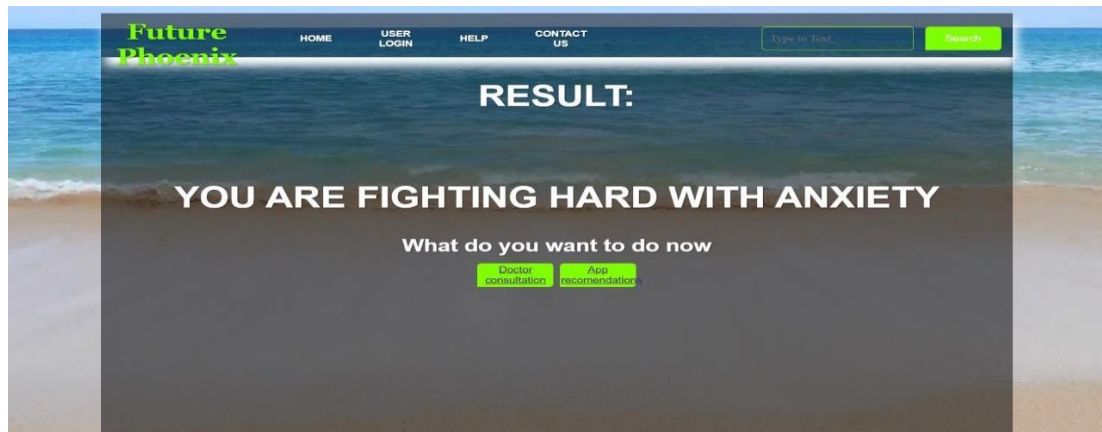 Future
Phoenix
HOME
USER
LOGIN
HELP
CONTACT
US
Type to Text
Search
RESULT:
YOU ARE FIGHTING HARD WITH ANXIETY
What do you want to do now
Doctor
consultation
App
recomendations